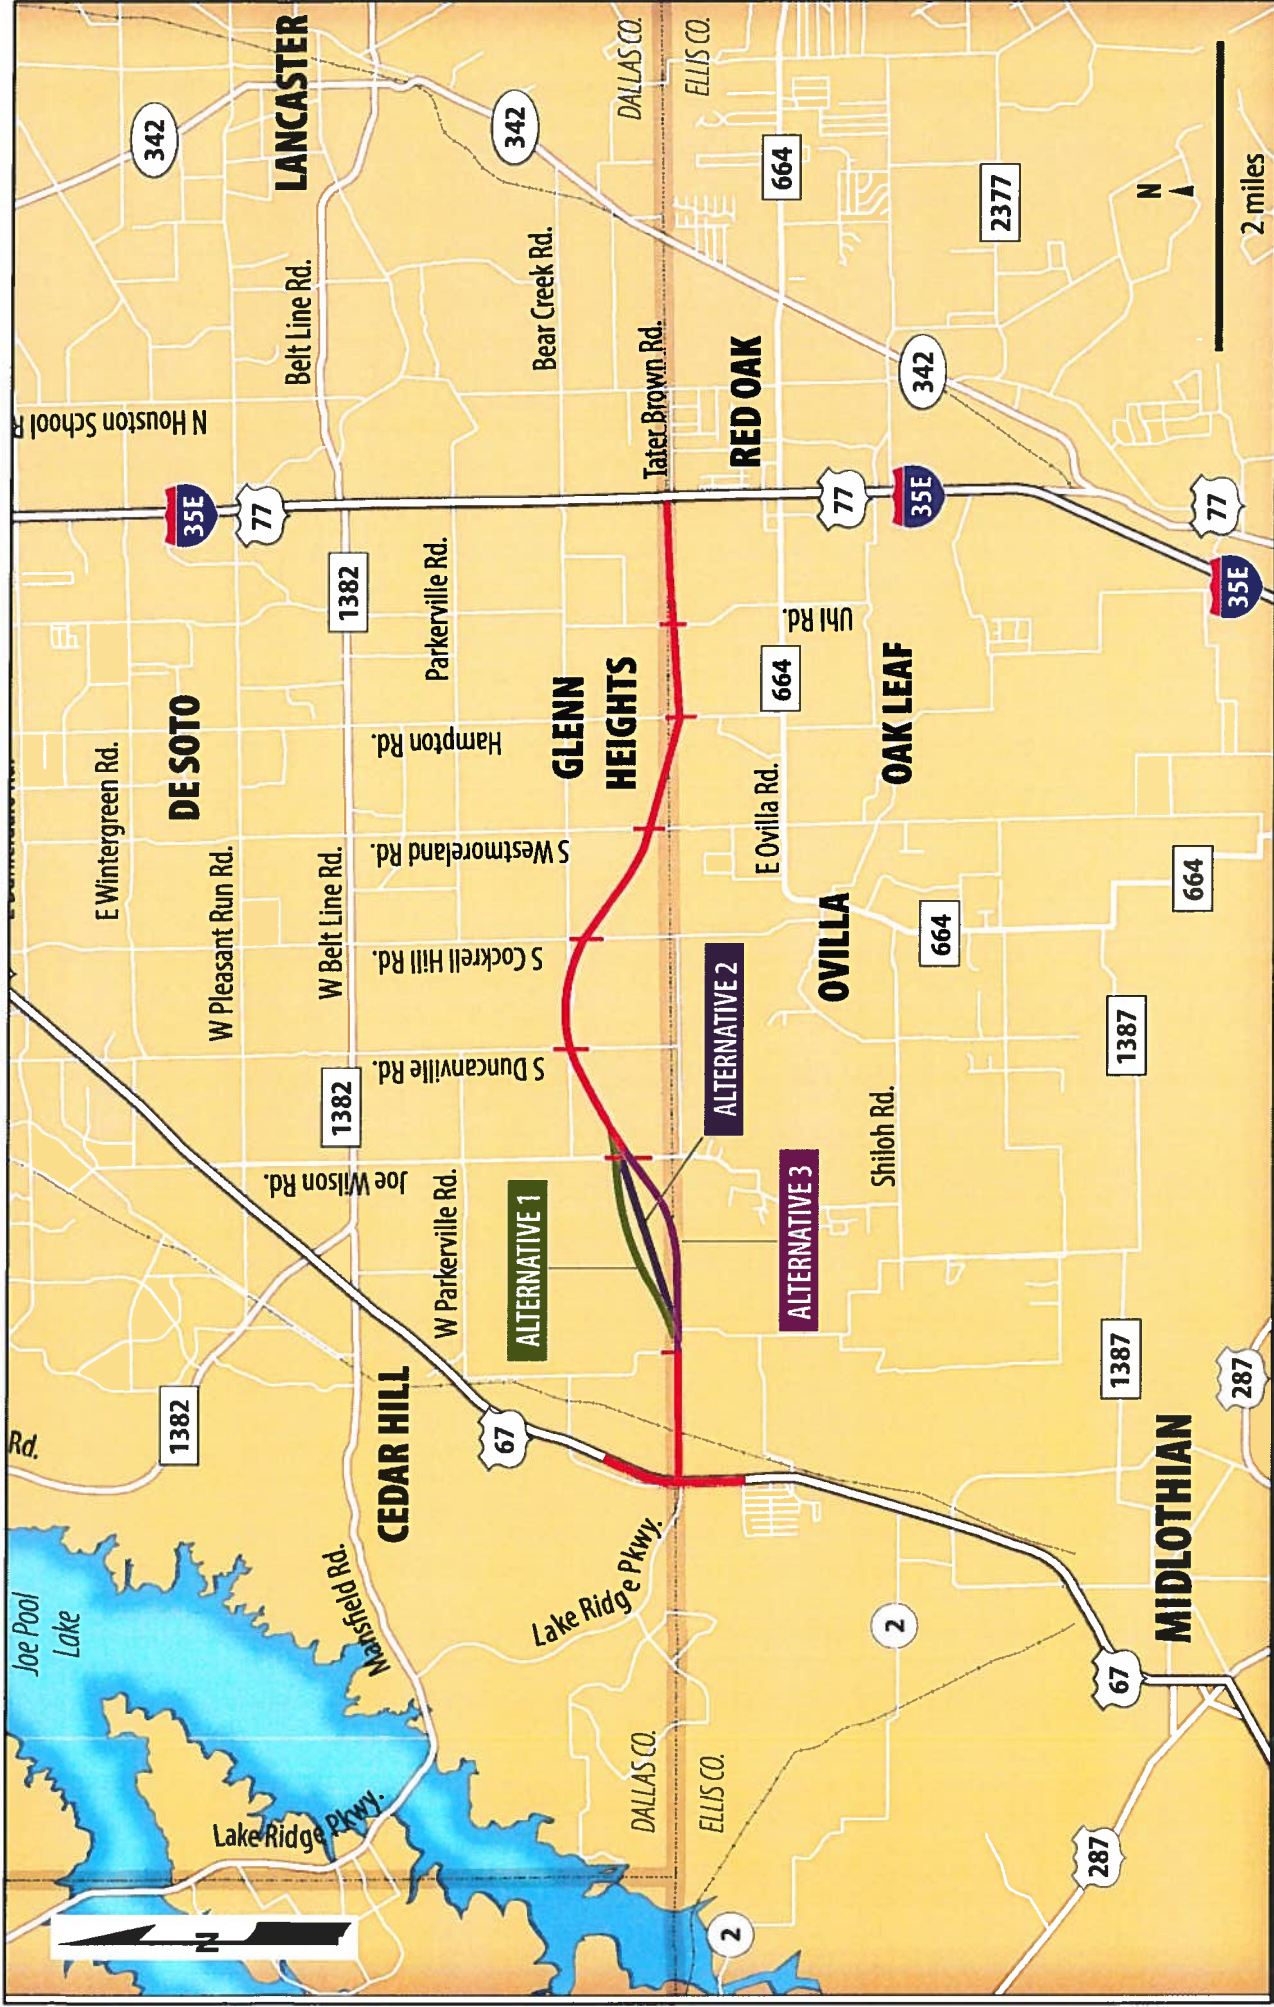 Joe Pool
Lake
Rd.
1382
E Wintergreen Rd.
DE SOTO
W Pleasant Run Rd.
35E
77
N Houston School R
342
LANCASTER
Belt Line Rd.
W Belt Line Rd.
1382
1382
Joe Wilson Rd.
Mansfield Rd.
Lake Ridge Pkwy.
N
CEDAR HILL
W Parkerville Rd.
Parkerville Rd.
Hampton Rd.
S Westmoreland Rd.
S Cockrell Hill Rd.
S Duncanville Rd.
67
ALTERNATIVE 1
GLENN
HEIGHTS
Bear Creek Rd.
342
Lake Ridge Pkwy.
DALLAS CO.
ELLIS CO.
Tater Brown Rd.
DALLAS CO.
ELLIS CO.
ALTERNATIVE 2
ALTERNATIVE 3
RED OAK
664
664
E Ovilla Rd.
Uhl Rd.
77
35E
OVILLA
OAK LEAF
Shiloh Rd.
664
342
2377
2
2
1387
1387
664
67
MIDLOTHIAN
287
287
77
35E
N
2 miles